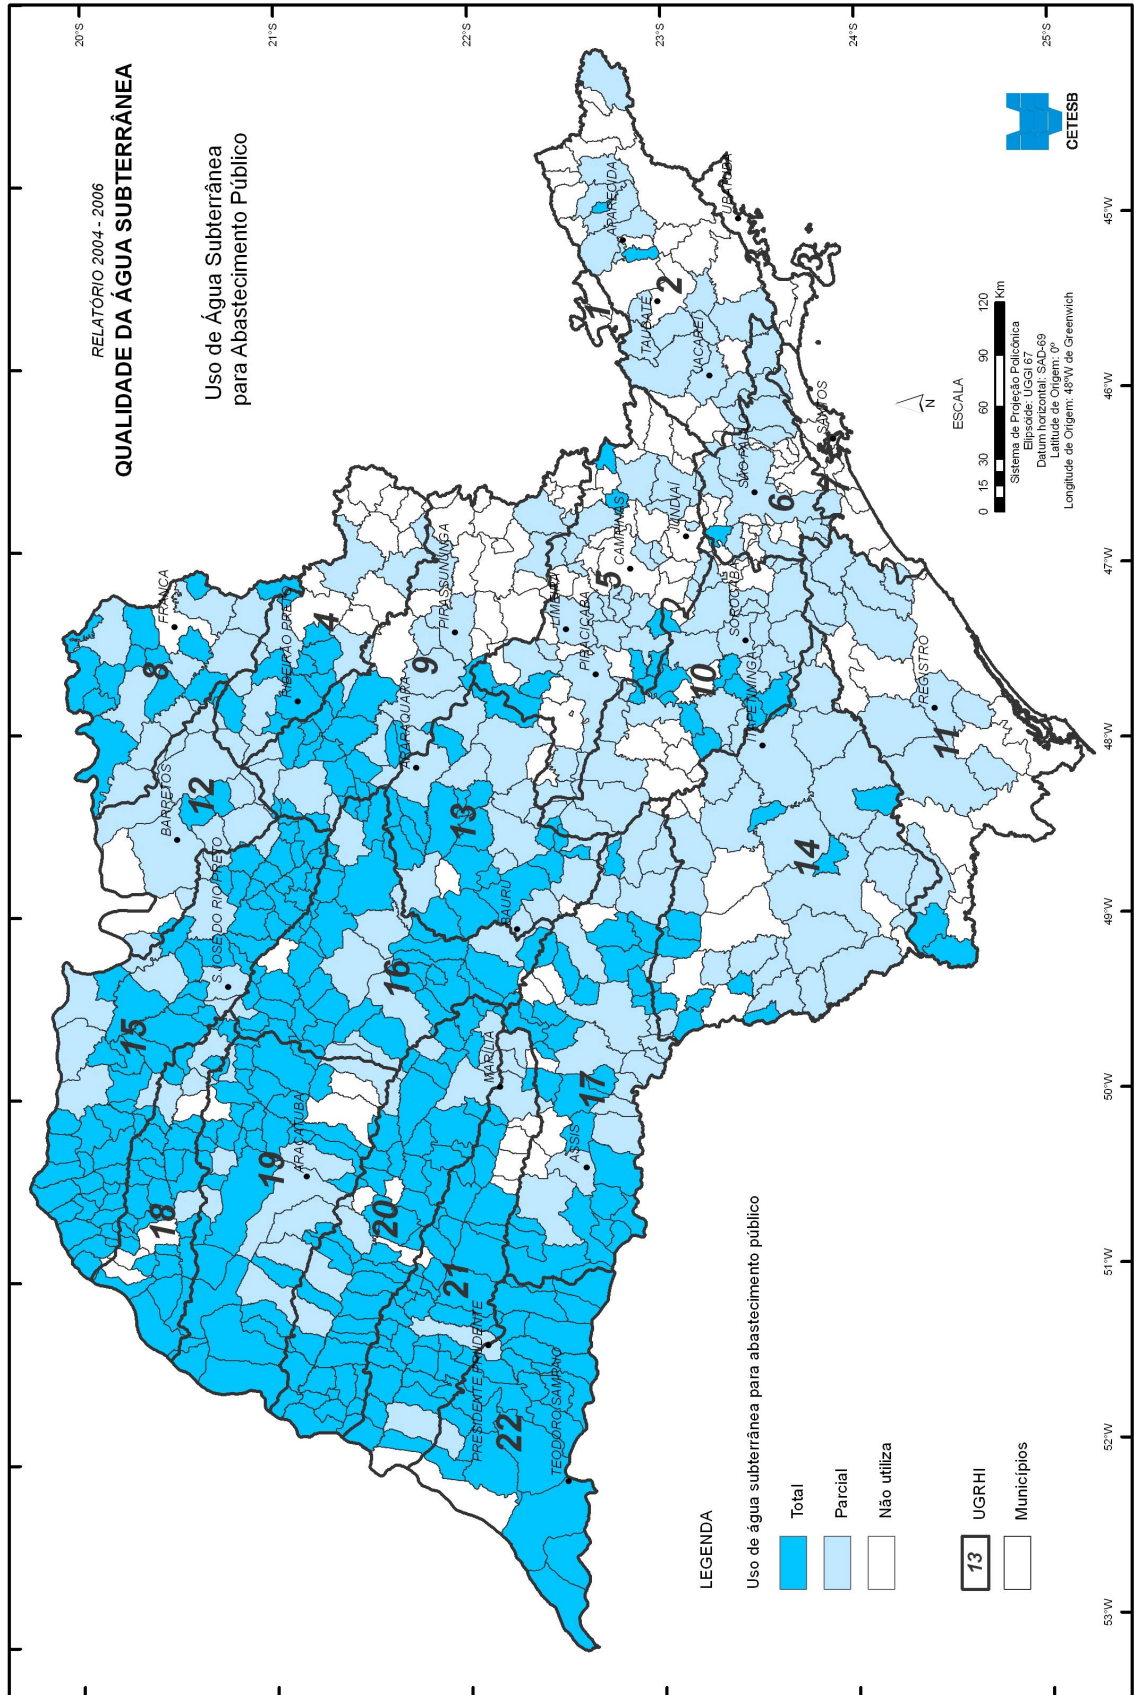 RELATÓRIO 2004 - 2006
QUALIDADE DA ÁGUA SUBTERRÂNEA
Uso de Água Subterrânea
para Abastecimento Público
20°S
21°S
22°S
23°S
24°S
25°S
53°W
52°W
51°W
50°W
49°W
48°W
47°W
46°W
45°W
FRANCA
8
RIBEIRÃO PRETO
4
BARRETOS
12
S.JOSÉ DO RIO PRETO
15
18
ARAÇATUBA
19
20
21
PRESIDENTE PRUDENTE
22
TEODORO SAMPAIO
MARÍLIA
16
17
ASSIS
BAURU
13
ARARAQUARA
9
PIRASSUNUNGA
LIMEIRA
PIRACICABA
5
CAMPINAS
JUNDIAÍ
SOROCABA
10
ITAPETININGA
14
11
REGISTRO
SÃO PAULO
6
7
SANTOS
JACAREÍ
TAUBATÉ
2
1
APARECIDA
UBATUBA
3
CETESB
N
ESCALA
0 15 30 60 90 120
Km
Sistema de Projeção Policônica
Elipsóide: UGGI 67
Datum horizontal: SAD-69
Latitude de Origem: 0º
Longitude de Origem: 48ºW de Greenwich
LEGENDA
Uso de água subterrânea para abastecimento público
Total
Parcial
Não utiliza
13 UGRHI
Municípios